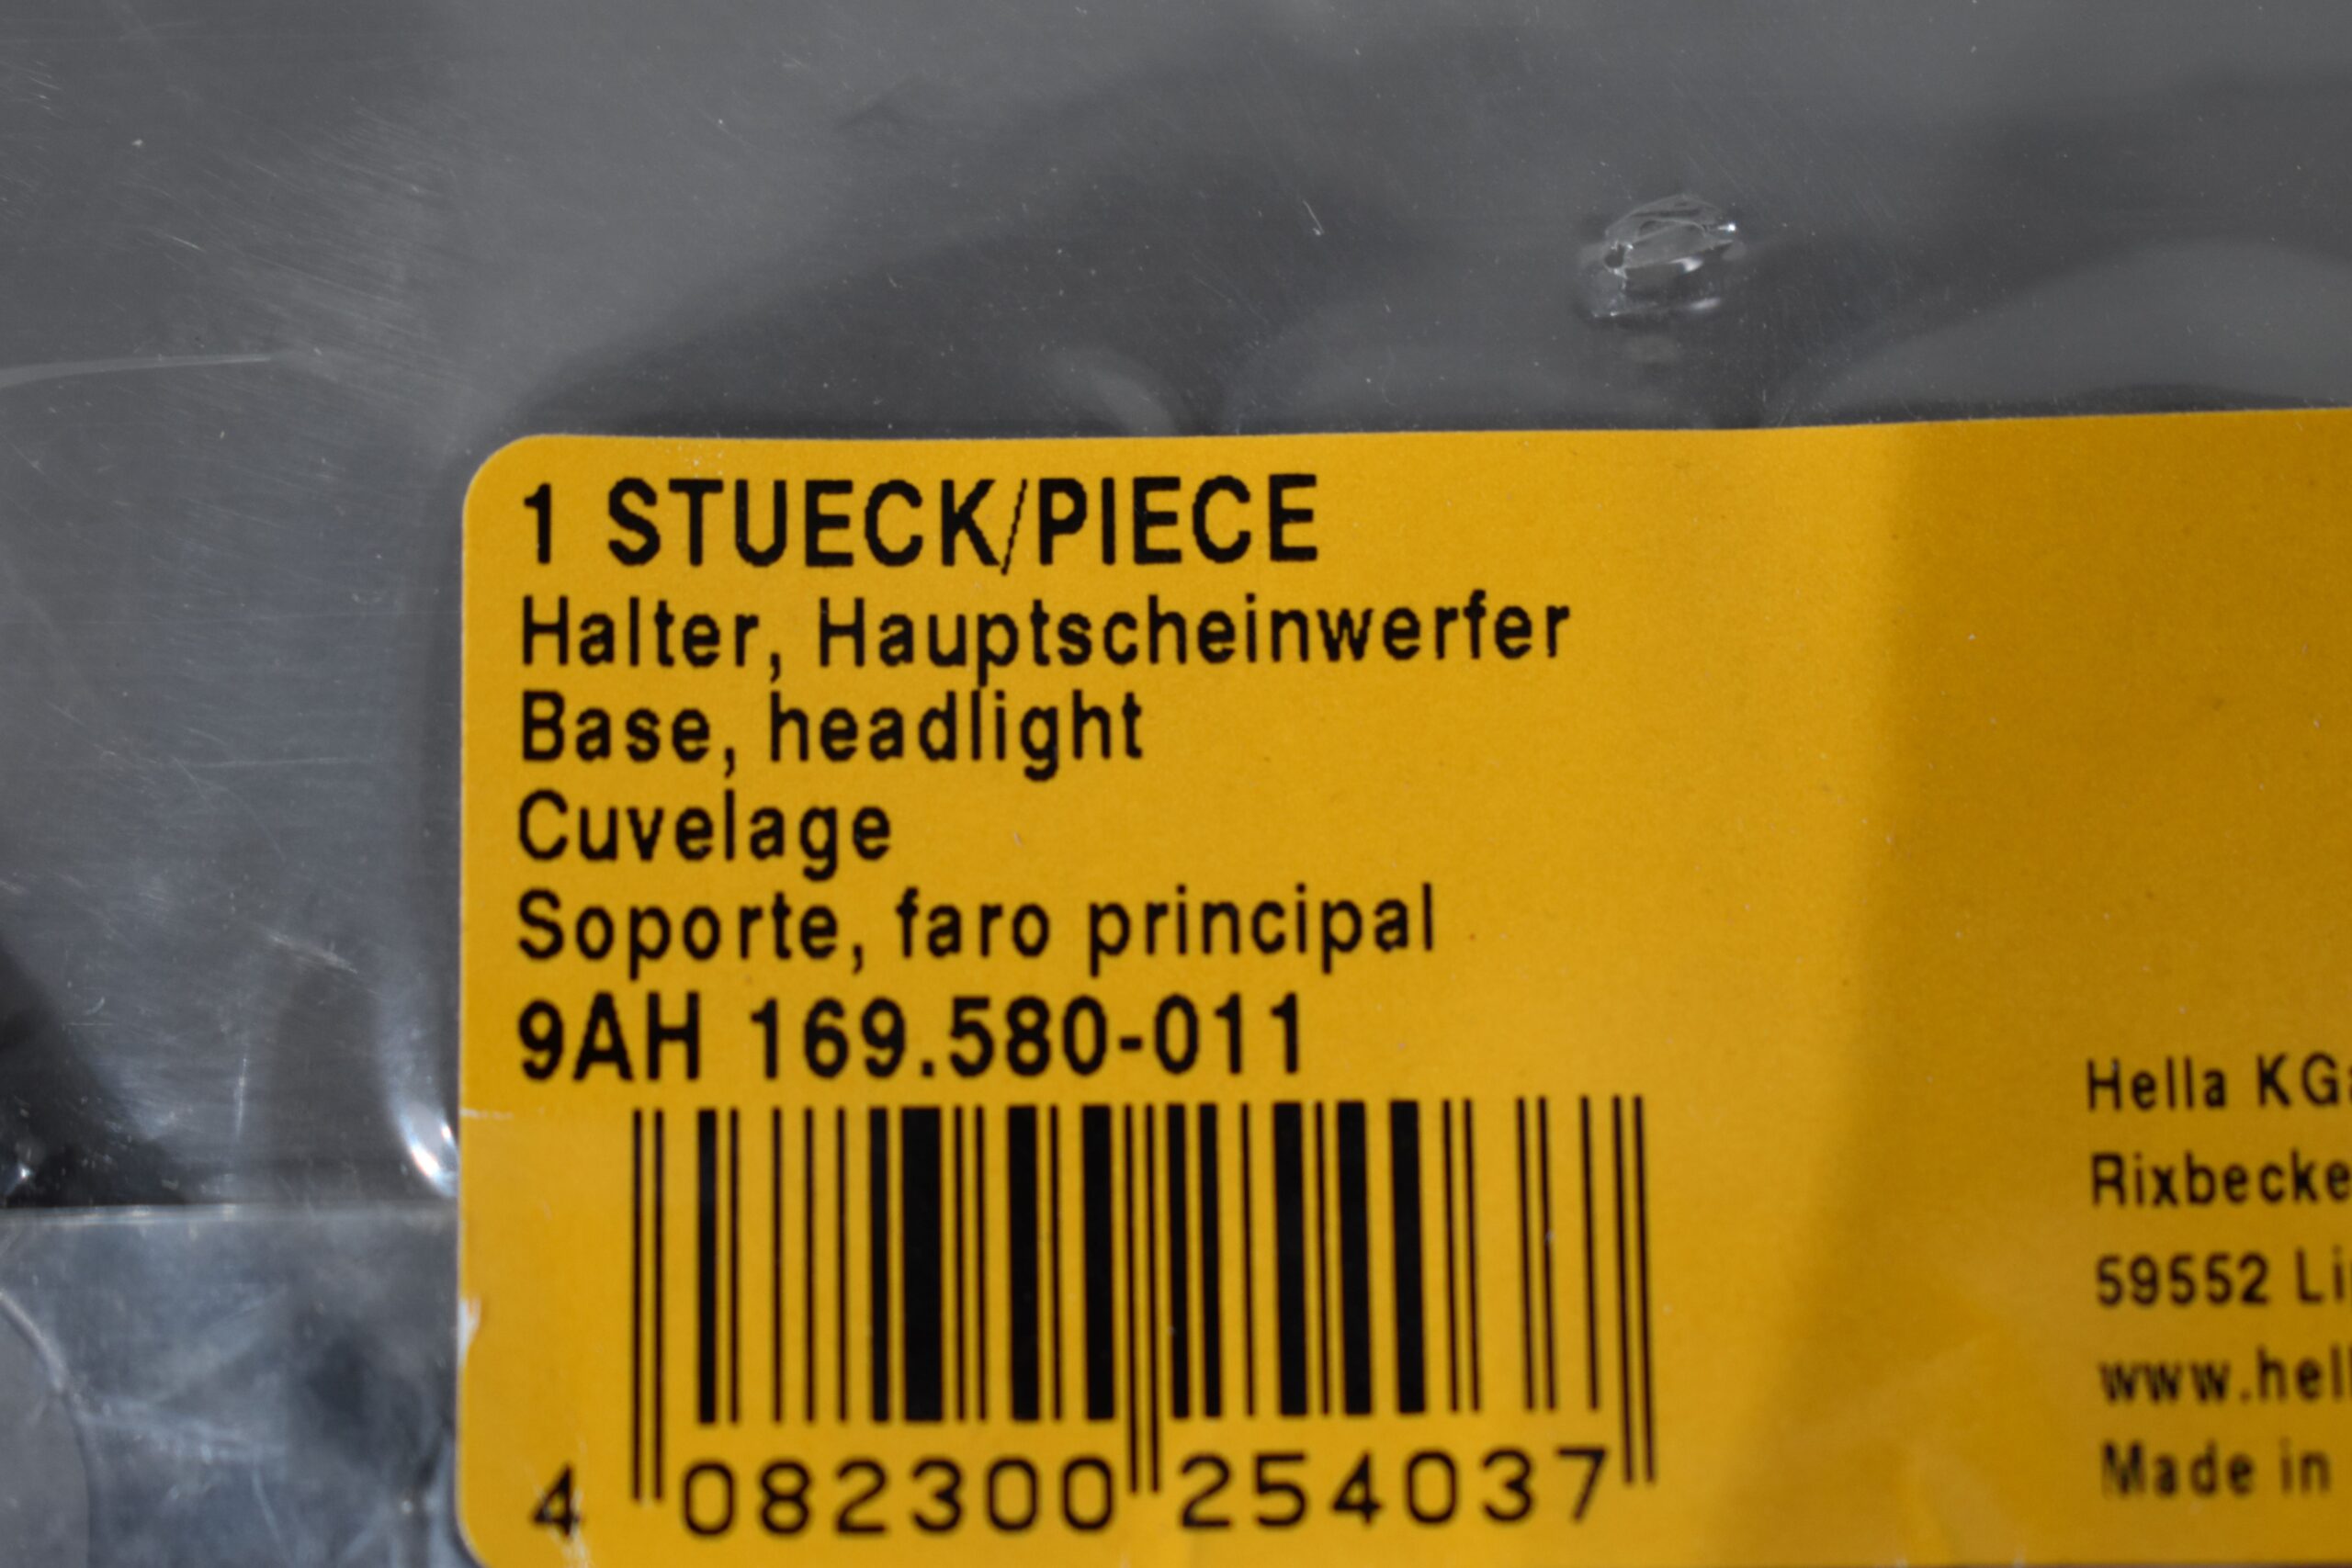 1 STUECK/PIECE
Halter, Hauptscheinwerfer
Base, headlight
Cuvelage
Soporte, faro principal
9AH 169.580-011
4 082300 254037
Hella KG
Rixbecke
59552 Li
www.hell
Made in